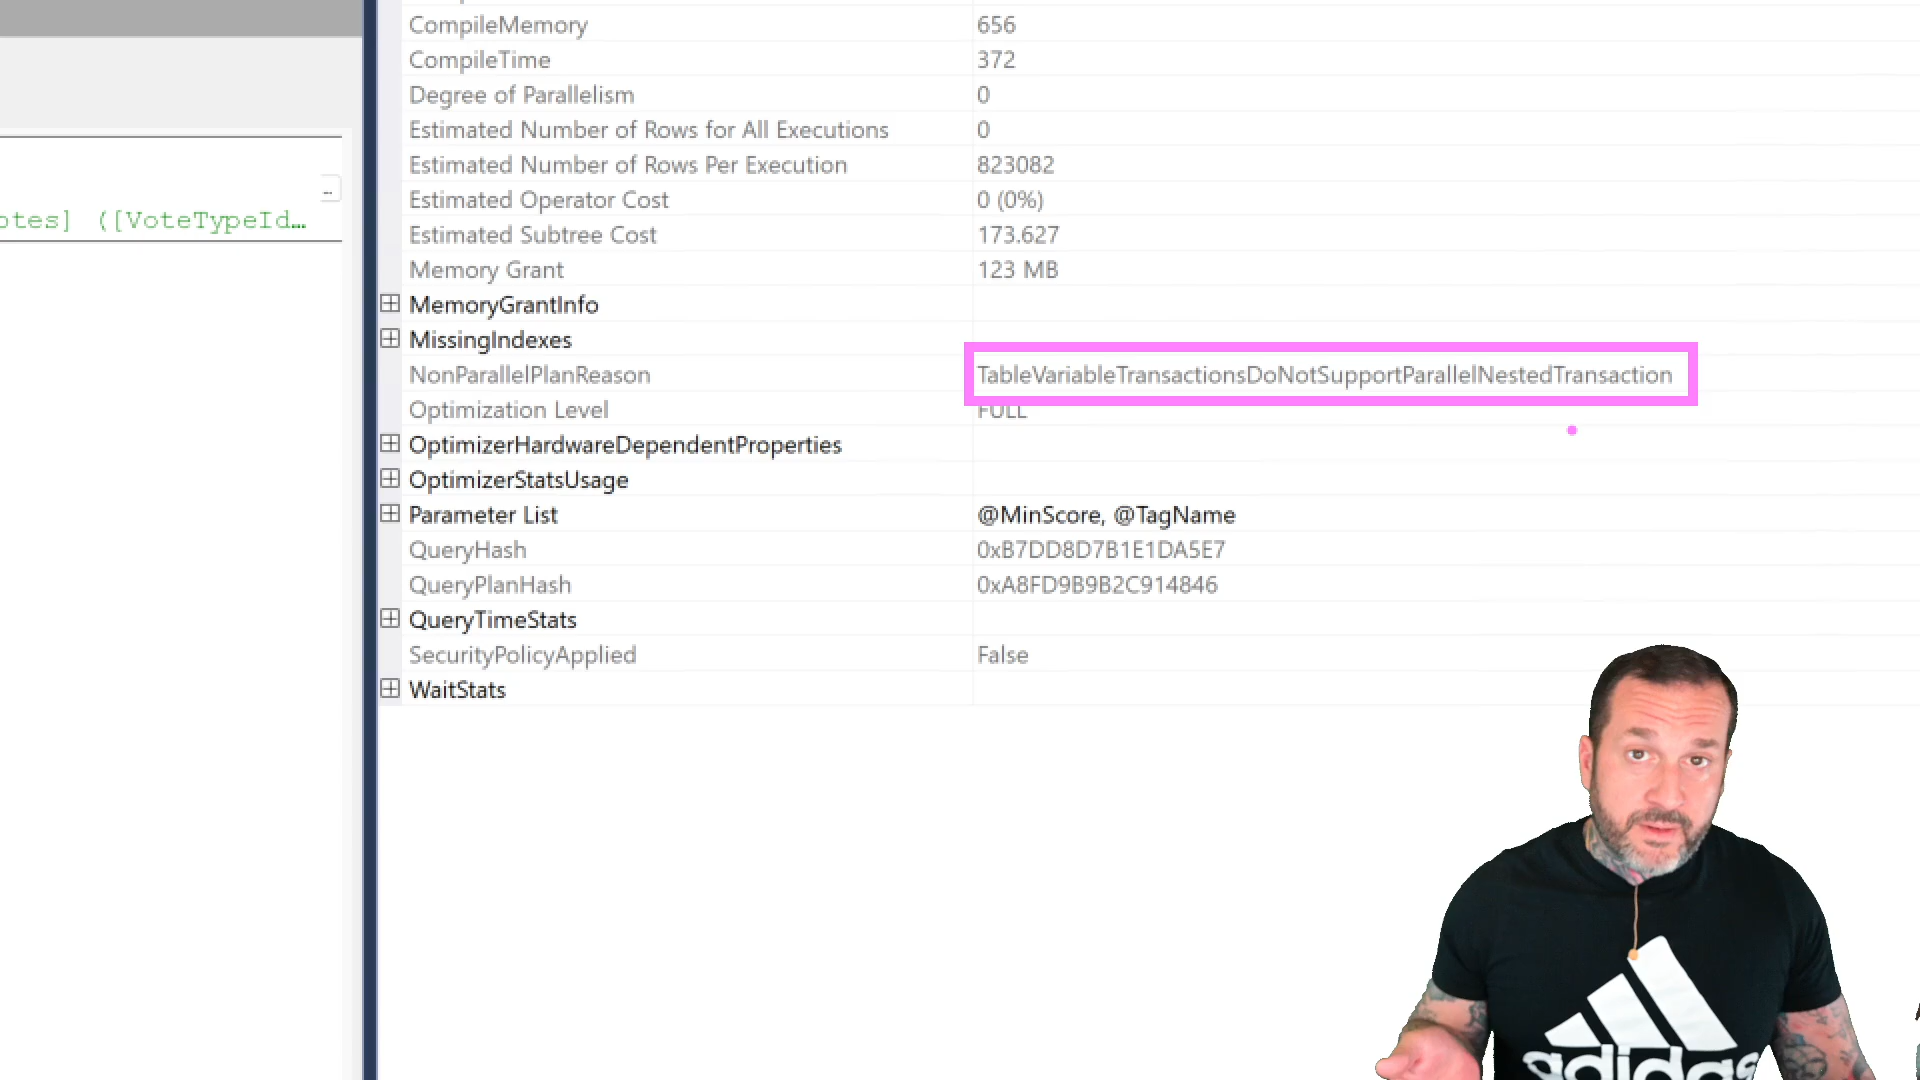 CompileMemory 656
CompileTime 372
Degree of Parallelism 0
Estimated Number of Rows for All Executions 0
Estimated Number of Rows Per Execution 823082
Estimated Operator Cost 0 (0%)
Estimated Subtree Cost 173.627
Memory Grant 123 MB
MemoryGrantInfo
MissingIndexes
NonParallelPlanReason TableVariableTransactionsDoNotSupportParallelNestedTransaction
Optimization Level FULL
OptimizerHardwareDependentProperties
OptimizerStatsUsage
Parameter List @MinScore, @TagName
QueryHash 0xB7DD8D7B1E1DA5E7
QueryPlanHash 0xA8FD9B9B2C914846
QueryTimeStats
SecurityPolicyApplied False
WaitStats
otes] ([VoteTypeId…
adidas